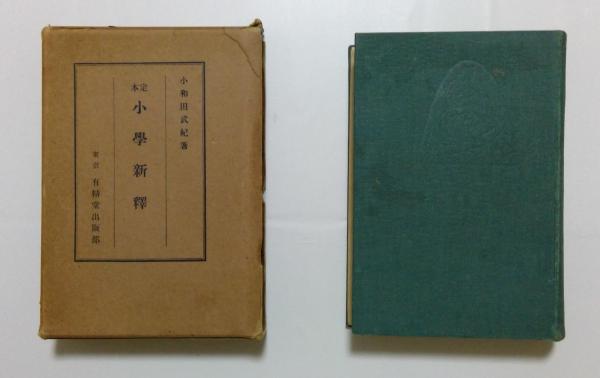 小和田武紀著
定本
小學新釋
東京 有精堂出版部